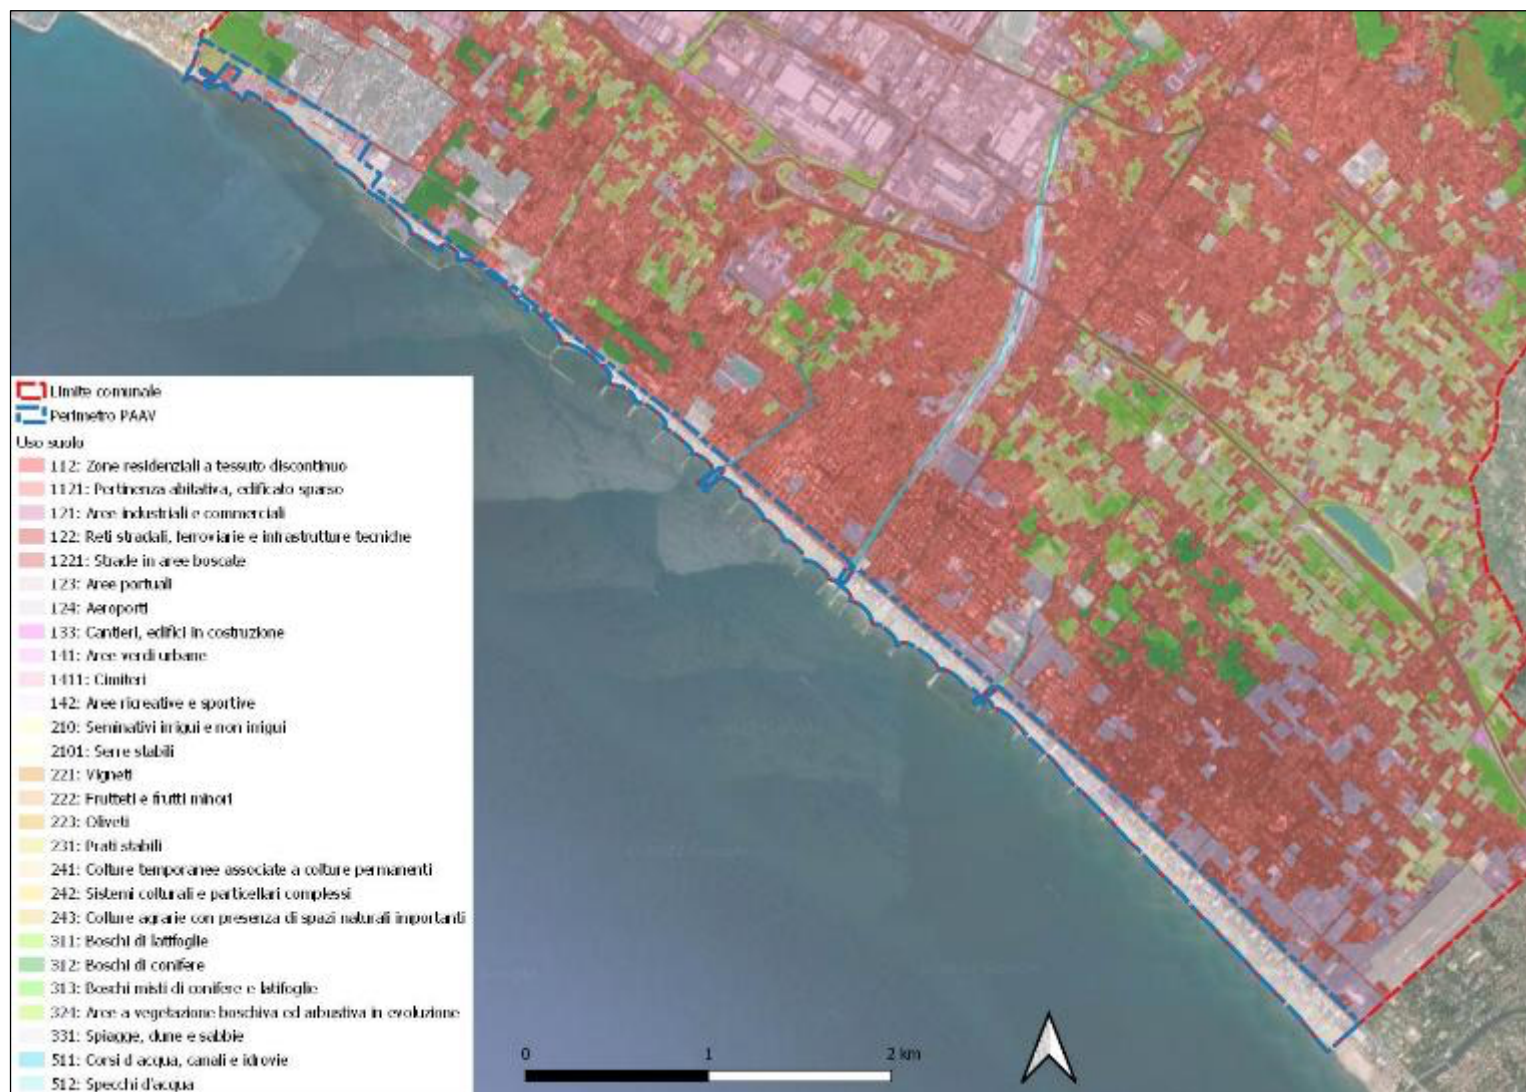 Limite comunale
Perimetro PAAV
Uso suolo
112: Zone residenziali a tessuto discontinuo
1121: Pertinenza abitativa, edificato sparso
121: Aree industriali e commerciali
122: Reti stradali, ferroviarie e infrastrutture tecniche
1221: Strade in aree boscate
123: Aree portuali
124: Aeroporti
133: Cantieri, edifici in costruzione
141: Aree verdi urbane
1411: Cimiteri
142: Aree ricreative e sportive
210: Seminativi irrigui e non irrigui
2101: Serre stabili
221: Vigneti
222: Frutteti e frutti minori
223: Oliveti
231: Prati stabili
241: Colture temporanee associate a colture permanenti
242: Sistemi colturali e particellari complessi
243: Colture agrarie con presenza di spazi naturali importanti
311: Boschi di latifoglie
312: Boschi di conifere
313: Boschi misti di conifere e latifoglie
324: Aree a vegetazione boschiva ed arbustiva in evoluzione
331: Spiagge, dune e sabbie
511: Corsi d acqua, canali e idrovie
512: Specchi d'acqua
0 1 2 km